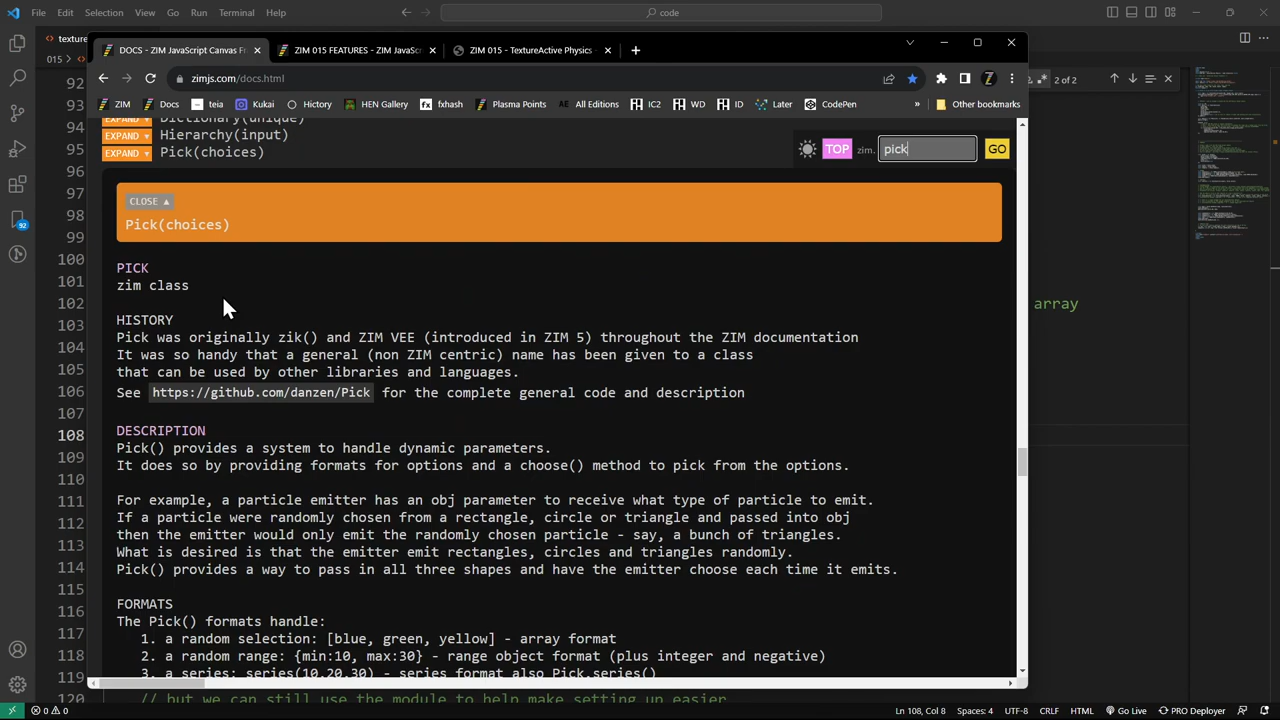 File Edit Selection View Go Run Terminal Help
code
texture
DOCS - ZIM JavaScript Canvas F
ZIM 015 FEATURES - ZIM JavaSc
ZIM 015 - TextureActive Physics -
015
zimjs.com/docs.html
2 of 2
ZIM Docs teia Kukai Hictory HEN Gallery fxhash Plasma Points All Editions IC2 WD ID Later CodePen » Other bookmarks
EXPAND Dictionary(unique)
EXPAND Hierarchy(input)
EXPAND Pick(choices)
TOP zim. pick GO
CLOSE
Pick(choices)
PICK
zim class
HISTORY
Pick was originally zik() and ZIM VEE (introduced in ZIM 5) throughout the ZIM documentation
It was so handy that a general (non ZIM centric) name has been given to a class
that can be used by other libraries and languages.
See https://github.com/danzen/Pick for the complete general code and description
DESCRIPTION
Pick() provides a system to handle dynamic parameters.
It does so by providing formats for options and a choose() method to pick from the options.
For example, a particle emitter has an obj parameter to receive what type of particle to emit.
If a particle were randomly chosen from a rectangle, circle or triangle and passed into obj
then the emitter would only emit the randomly chosen particle - say, a bunch of triangles.
What is desired is that the emitter emit rectangles, circles and triangles randomly.
Pick() provides a way to pass in all three shapes and have the emitter choose each time it emits.
FORMATS
The Pick() formats handle:
1. a random selection: [blue, green, yellow] - array format
2. a random range: {min:10, max:30} - range object format (plus integer and negative)
3. a series: series(10,20,30) - series format also Pick.series()
92
93
94
95
96
97
98
99
100
101
102
103
104
105
106
107
108
109
110
111
112
113
114
115
116
117
118
119
120
array
// but we can still use the module to help make setting up easier
92
0 0
Ln 108, Col 8 Spaces: 4 UTF-8 CRLF HTML Go Live PRO Deployer